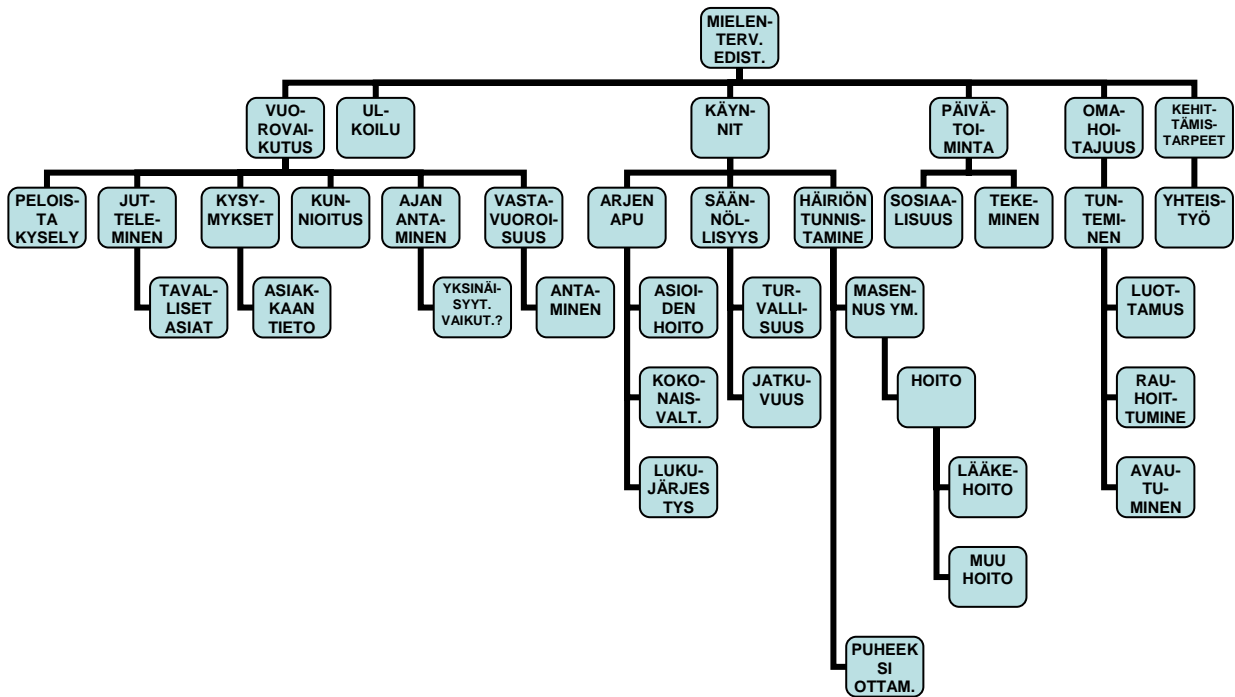 MIELEN-
TERV.
EDIST.
VUO-
ROVAI-
KUTUS
UL-
KOILU
KÄYN-
NIT
PÄIVÄ-
TOI-
MINTA
OMA-
HOI-
TAJUUS
KEHIT-
TÄMIS-
TARPEET
PELOIS-
TA
KYSELY
JUT-
TELE-
MINEN
KYSY-
MYKSET
KUN-
NIOITUS
AJAN
ANTA-
MINEN
VASTA-
VUOROI-
SUUS
ARJEN
APU
SÄÄN-
NÖL-
LISYYS
HÄIRIÖN
TUNNIS-
TAMINE
SOSIAA-
LISUUS
TEKE-
MINEN
TUN-
TEMI-
NEN
YHTEIS-
TYÖ
TAVAL-
LISET
ASIAT
ASIAK-
KAAN
TIETO
YKSINÄI-
SYYT.
VAIKUT.?
ANTA-
MINEN
ASIOI
DEN
HOITO
TUR-
VALLI-
SUUS
MASEN-
NUS YM.
LUOT-
TAMUS
KOKO-
NAIS-
VALT.
JATKU-
VUUS
HOITO
RAU-
HOIT-
TUMINE
LUKU-
JÄRJES
TYS
LÄÄKE-
HOITO
AVAU-
TU-
MINEN
MUU
HOITO
PUHEEK
SI
OTTAM.